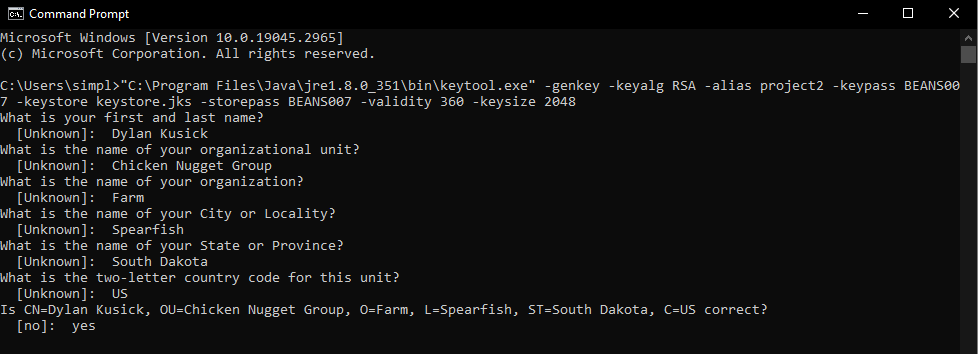 Command Prompt
Microsoft Windows [Version 10.0.19045.2965]
(c) Microsoft Corporation. All rights reserved.
C:\Users\simpl>"C:\Program Files\Java\jre1.8.0_351\bin\keytool.exe" -genkey -keyalg RSA -alias project2 -keypass BEANS00
7 -keystore keystore.jks -storepass BEANS007 -validity 360 -keysize 2048
What is your first and last name?
  [Unknown]:  Dylan Kusick
What is the name of your organizational unit?
  [Unknown]:  Chicken Nugget Group
What is the name of your organization?
  [Unknown]:  Farm
What is the name of your City or Locality?
  [Unknown]:  Spearfish
What is the name of your State or Province?
  [Unknown]:  South Dakota
What is the two-letter country code for this unit?
  [Unknown]:  US
Is CN=Dylan Kusick, OU=Chicken Nugget Group, O=Farm, L=Spearfish, ST=South Dakota, C=US correct?
  [no]:  yes